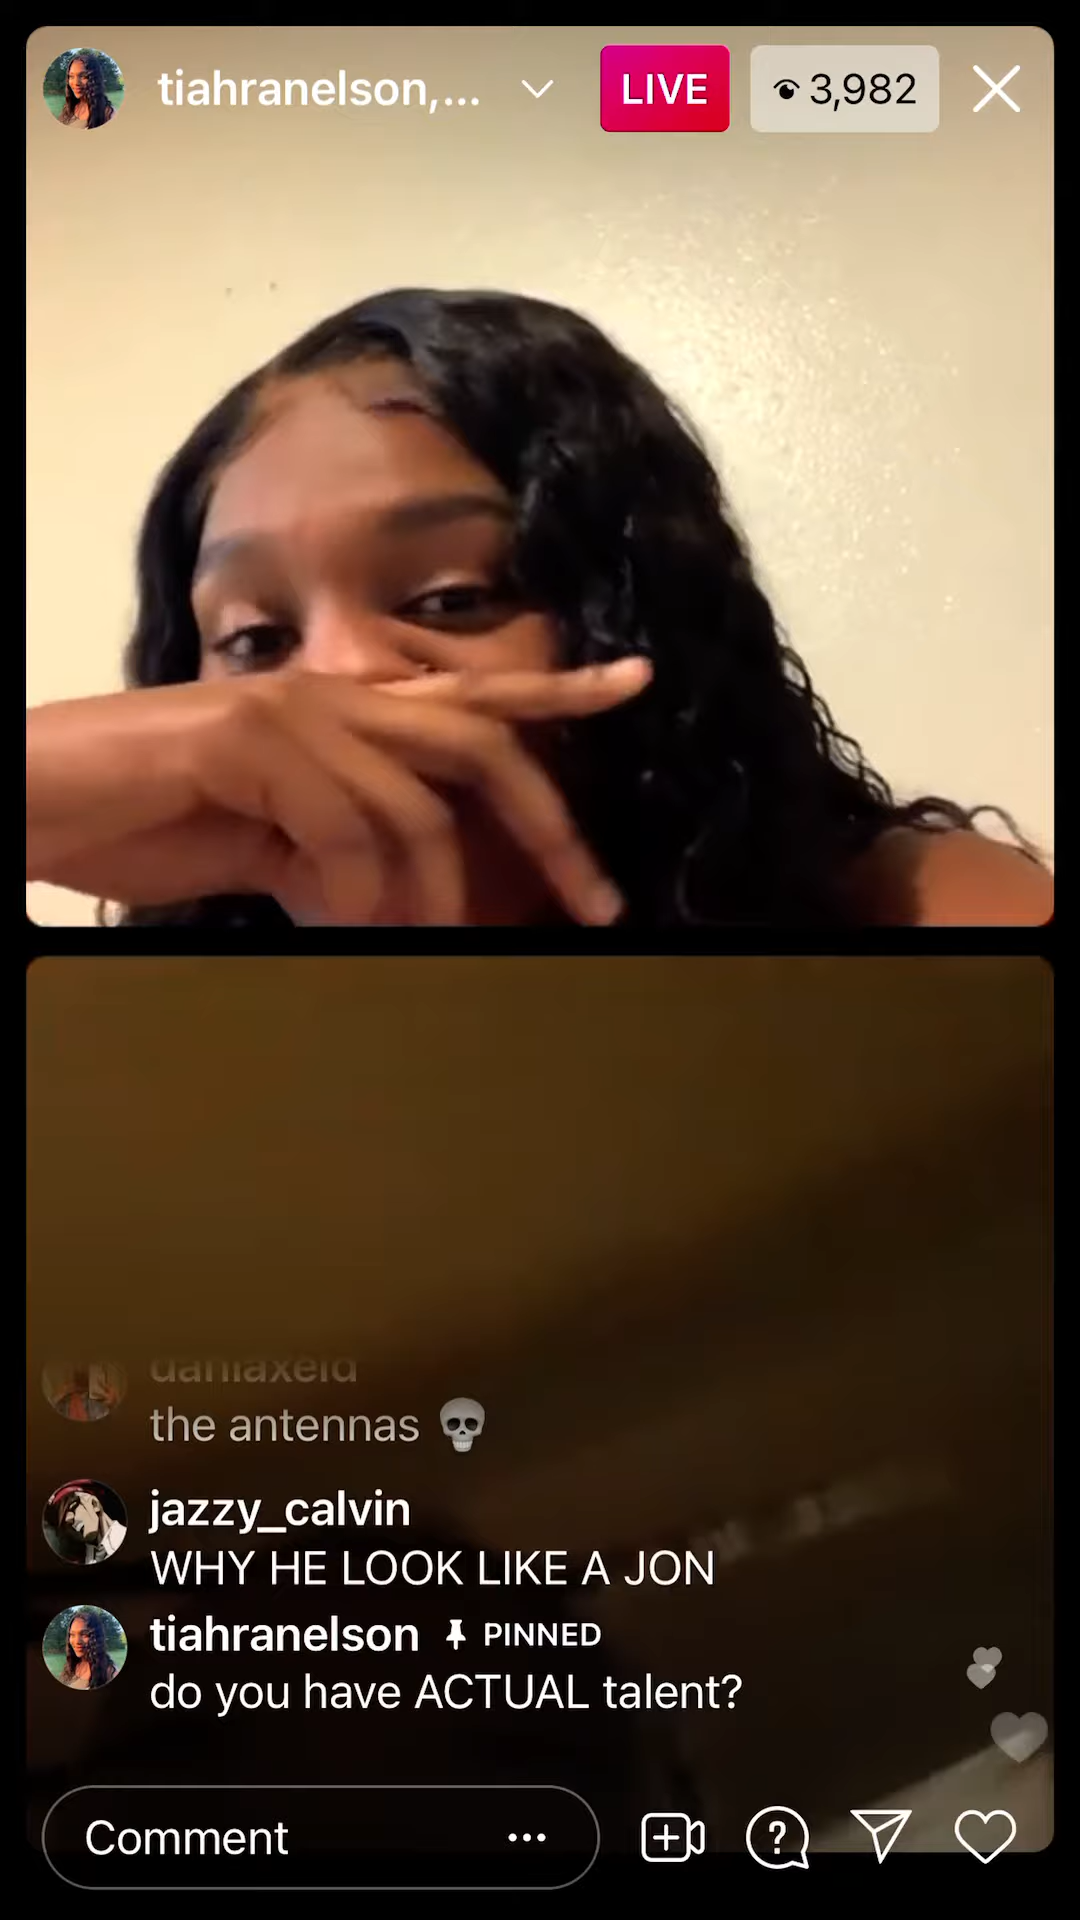 tiahranelson,...
LIVE
3,982
the antennas 💀
jazzy_calvin
WHY HE LOOK LIKE A JON
tiahranelson PINNED
do you have ACTUAL talent?
Comment